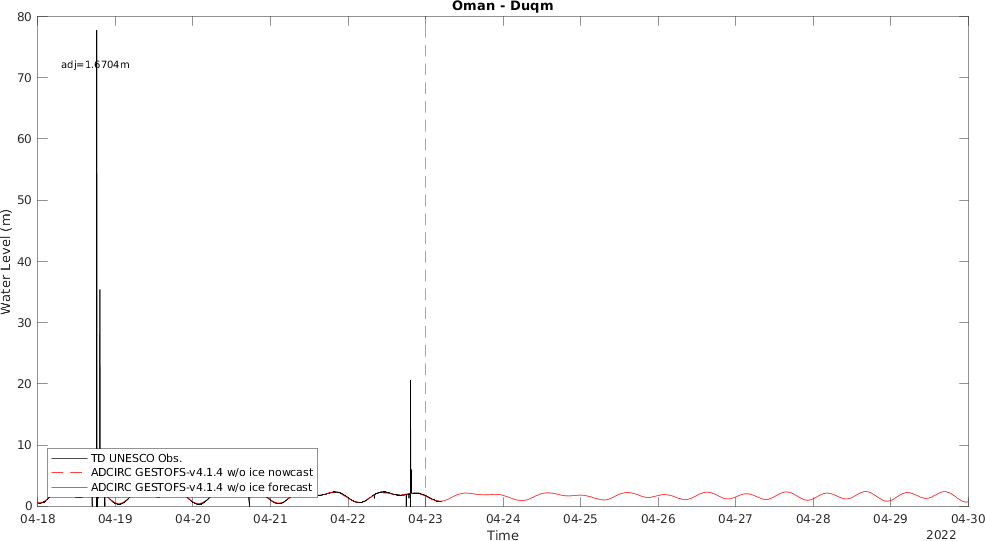 Oman - Duqm
80
70
60
50
40
30
20
10
0
Water Level (m)
adj=1.6704m
TD UNESCO Obs.
ADCIRC GESTOFS-v4.1.4 w/o ice nowcast
ADCIRC GESTOFS-v4.1.4 w/o ice forecast
04-18 04-19 04-20 04-21 04-22 04-23 04-24 04-25 04-26 04-27 04-28 04-29 04-30
Time
2022